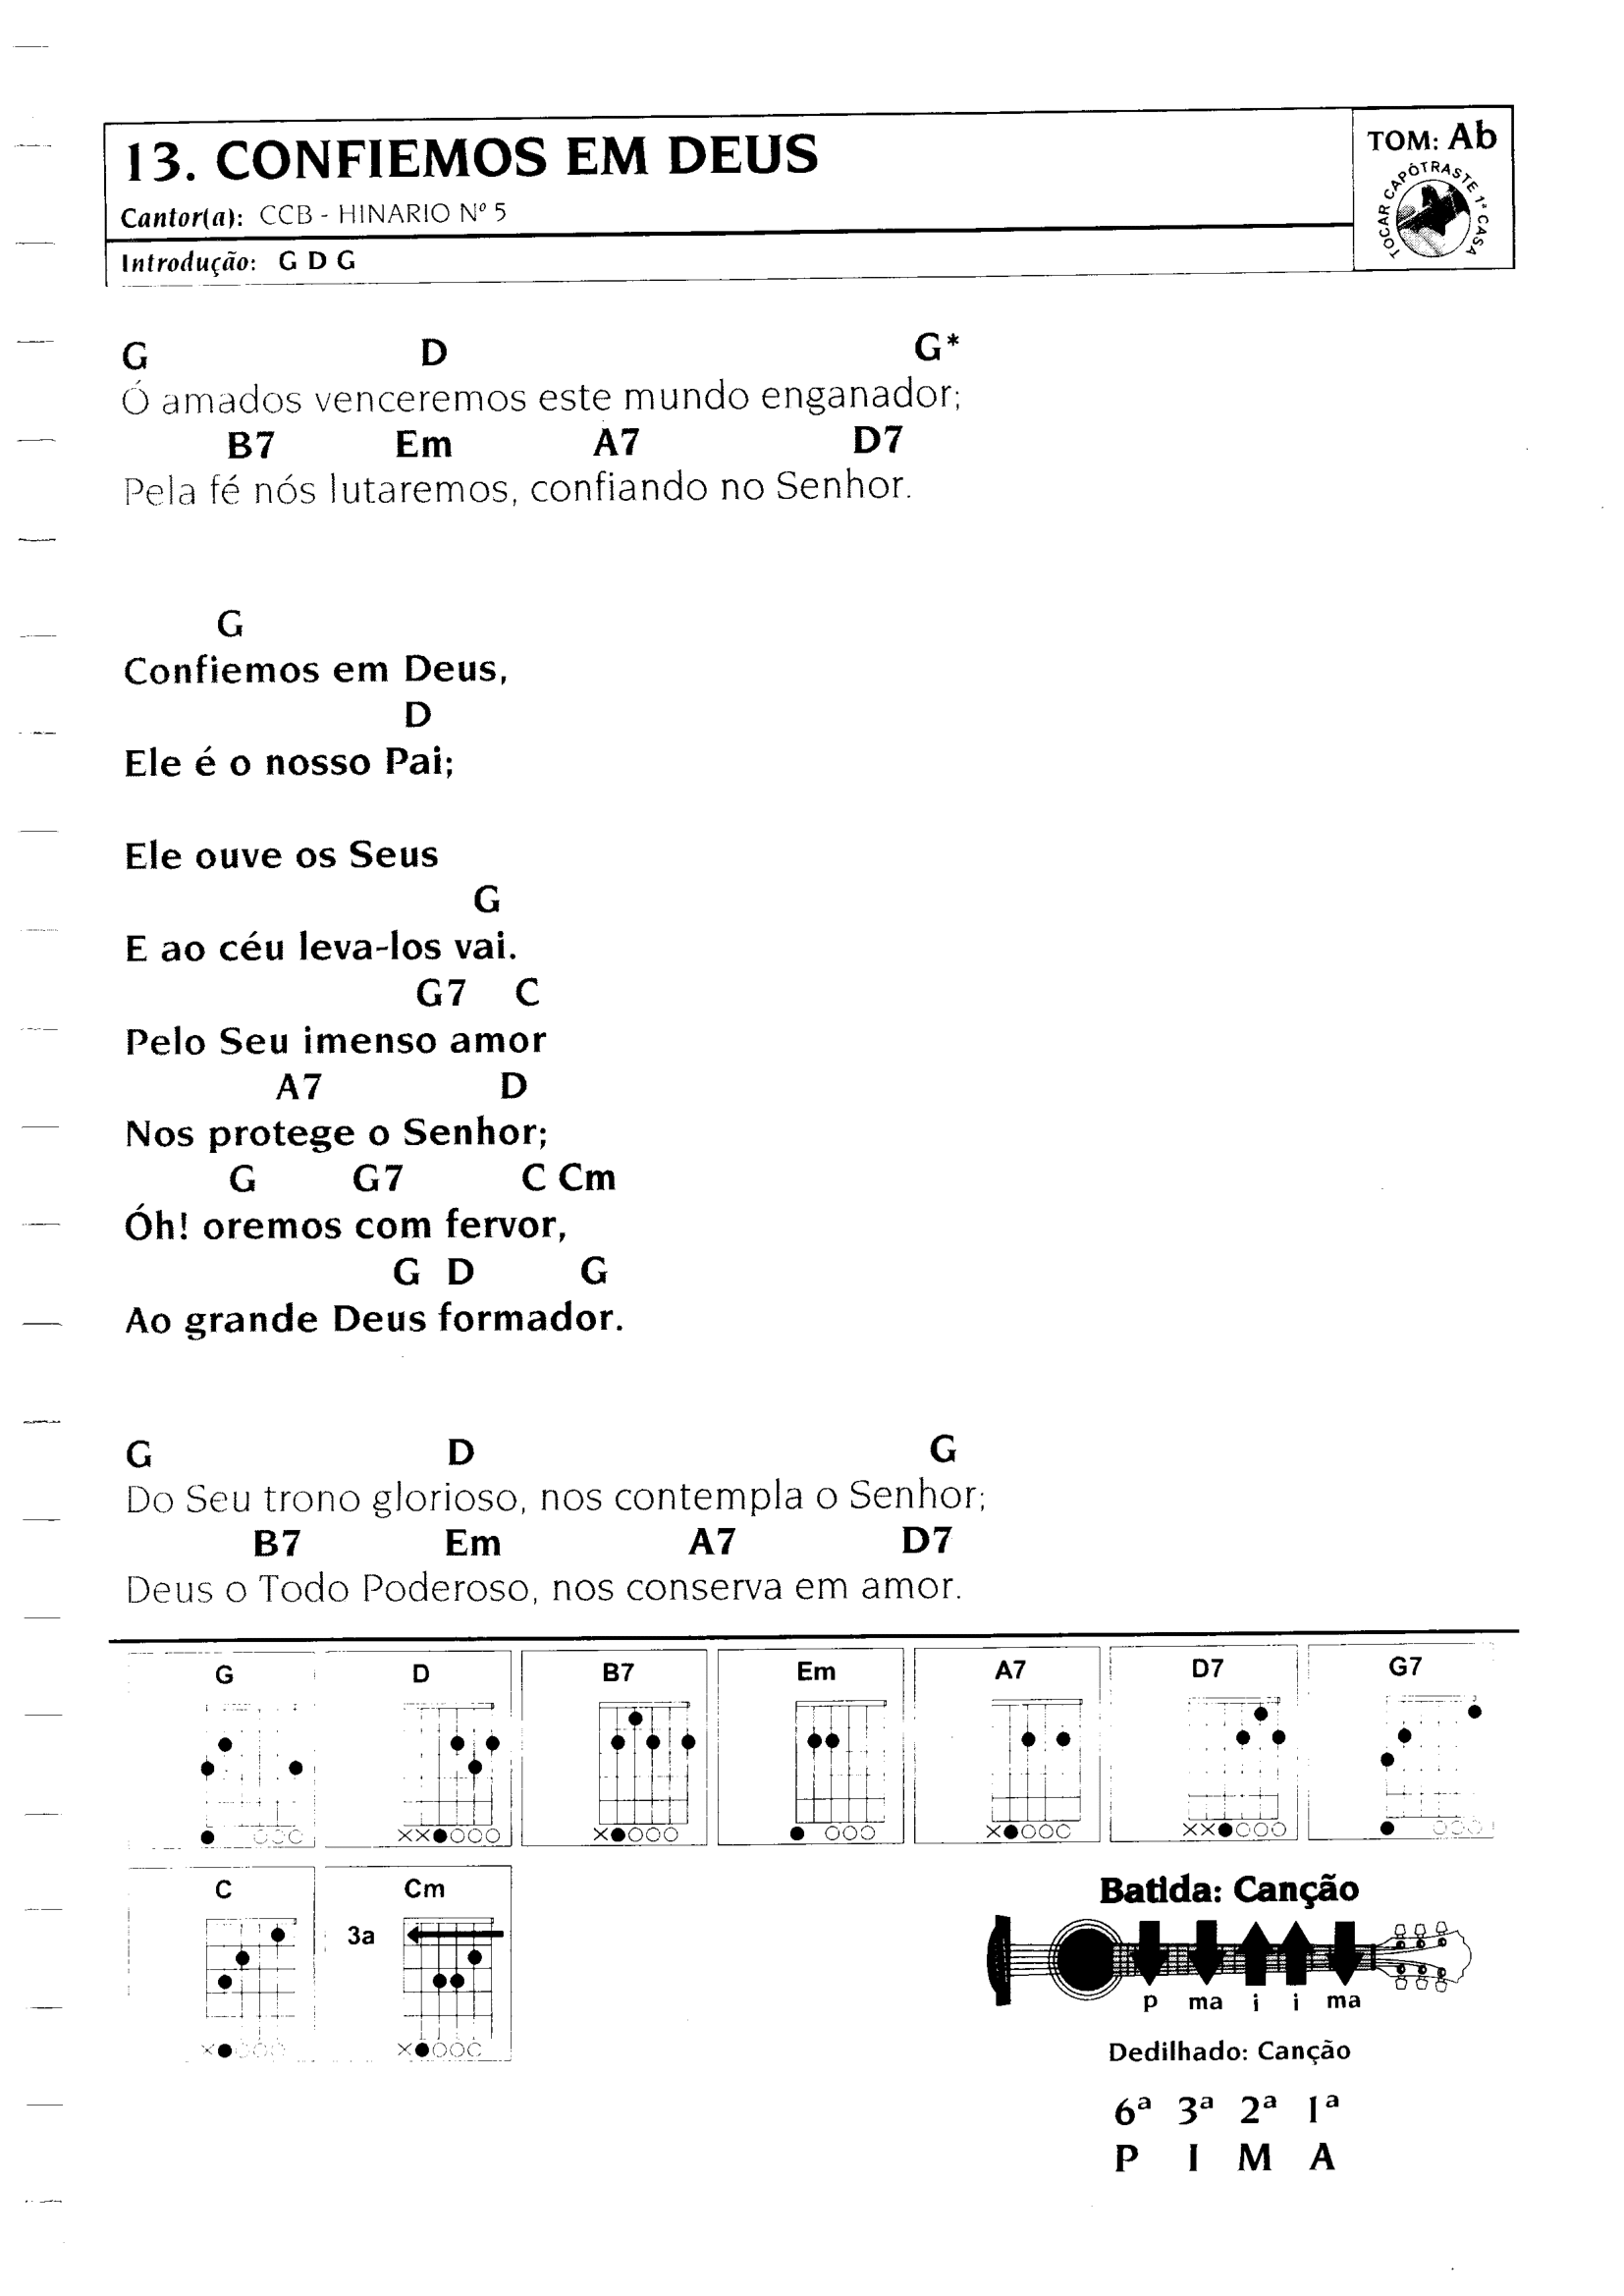 13. CONFIEMOS EM DEUS
Cantor(a): CCB - HINARIO Nº 5
Introdução: G D G
TOM: Ab
TOCAR CAPÔTRASTE 1ª CASA
G D G*
Ó amados venceremos este mundo enganador;
B7 Em A7 D7
Pela fé nós lutaremos, confiando no Senhor.
G
Confiemos em Deus,
D
Ele é o nosso Pai;
Ele ouve os Seus
G
E ao céu leva-los vai.
G7 C
Pelo Seu imenso amor
A7 D
Nos protege o Senhor;
G G7 C Cm
Óh! oremos com fervor,
G D G
Ao grande Deus formador.
G D G
Do Seu trono glorioso, nos contempla o Senhor;
B7 Em A7 D7
Deus o Todo Poderoso, nos conserva em amor.
G D B7 Em A7 D7 G7
C Cm
3a
Batida: Canção
p ma i i ma
Dedilhado: Canção
6ª 3ª 2ª 1ª
P I M A